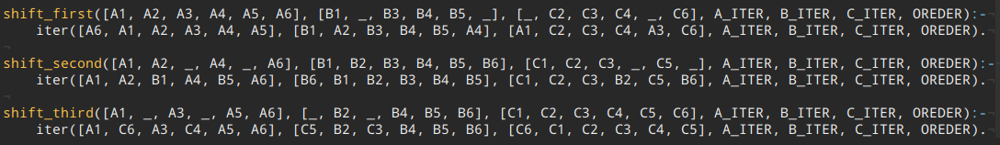 shift_first([A1, A2, A3, A4, A5, A6], [B1, _, B3, B4, B5, _], [_, C2, C3, C4, _, C6], A_ITER, B_ITER, C_ITER, OREDER):-
    iter([A6, A1, A2, A3, A4, A5], [B1, A2, B3, B4, B5, A4], [A1, C2, C3, C4, A3, C6], A_ITER, B_ITER, C_ITER, OREDER).
shift_second([A1, A2, _, A4, _, A6], [B1, B2, B3, B4, B5, B6], [C1, C2, C3, _, C5, _], A_ITER, B_ITER, C_ITER, OREDER):-
    iter([A1, A2, B1, A4, B5, A6], [B6, B1, B2, B3, B4, B5], [C1, C2, C3, B2, C5, B6], A_ITER, B_ITER, C_ITER, OREDER).
shift_third([A1, _, A3, _, A5, A6], [_, B2, _, B4, B5, B6], [C1, C2, C3, C4, C5, C6], A_ITER, B_ITER, C_ITER, OREDER):-
    iter([A1, C6, A3, C4, A5, A6], [C5, B2, C3, B4, B5, B6], [C6, C1, C2, C3, C4, C5], A_ITER, B_ITER, C_ITER, OREDER).